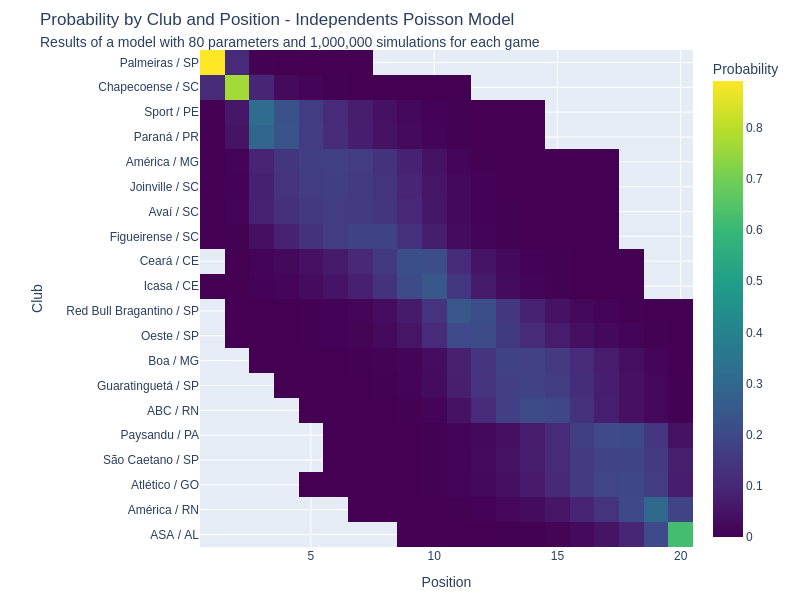 Probability by Club and Position - Independents Poisson Model
Results of a model with 80 parameters and 1,000,000 simulations for each game
Palmeiras / SP
Chapecoense / SC
Sport / PE
Paraná / PR
América / MG
Joinville / SC
Avaí / SC
Figueirense / SC
Ceará / CE
Icasa / CE
Red Bull Bragantino / SP
Oeste / SP
Boa / MG
Guaratinguetá / SP
ABC / RN
Paysandu / PA
São Caetano / SP
Atlético / GO
América / RN
ASA / AL
Club
5
10
15
20
Position
Probability
0.8
0.7
0.6
0.5
0.4
0.3
0.2
0.1
0